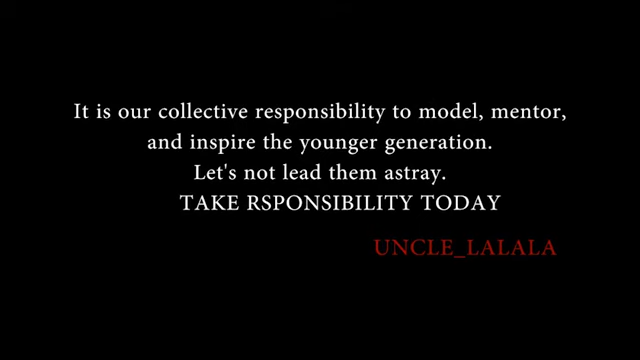 It is our collective responsibility to model, mentor,
and inspire the younger generation.
Let's not lead them astray.
TAKE RSPONSIBILITY TODAY
UNCLE_LALALA